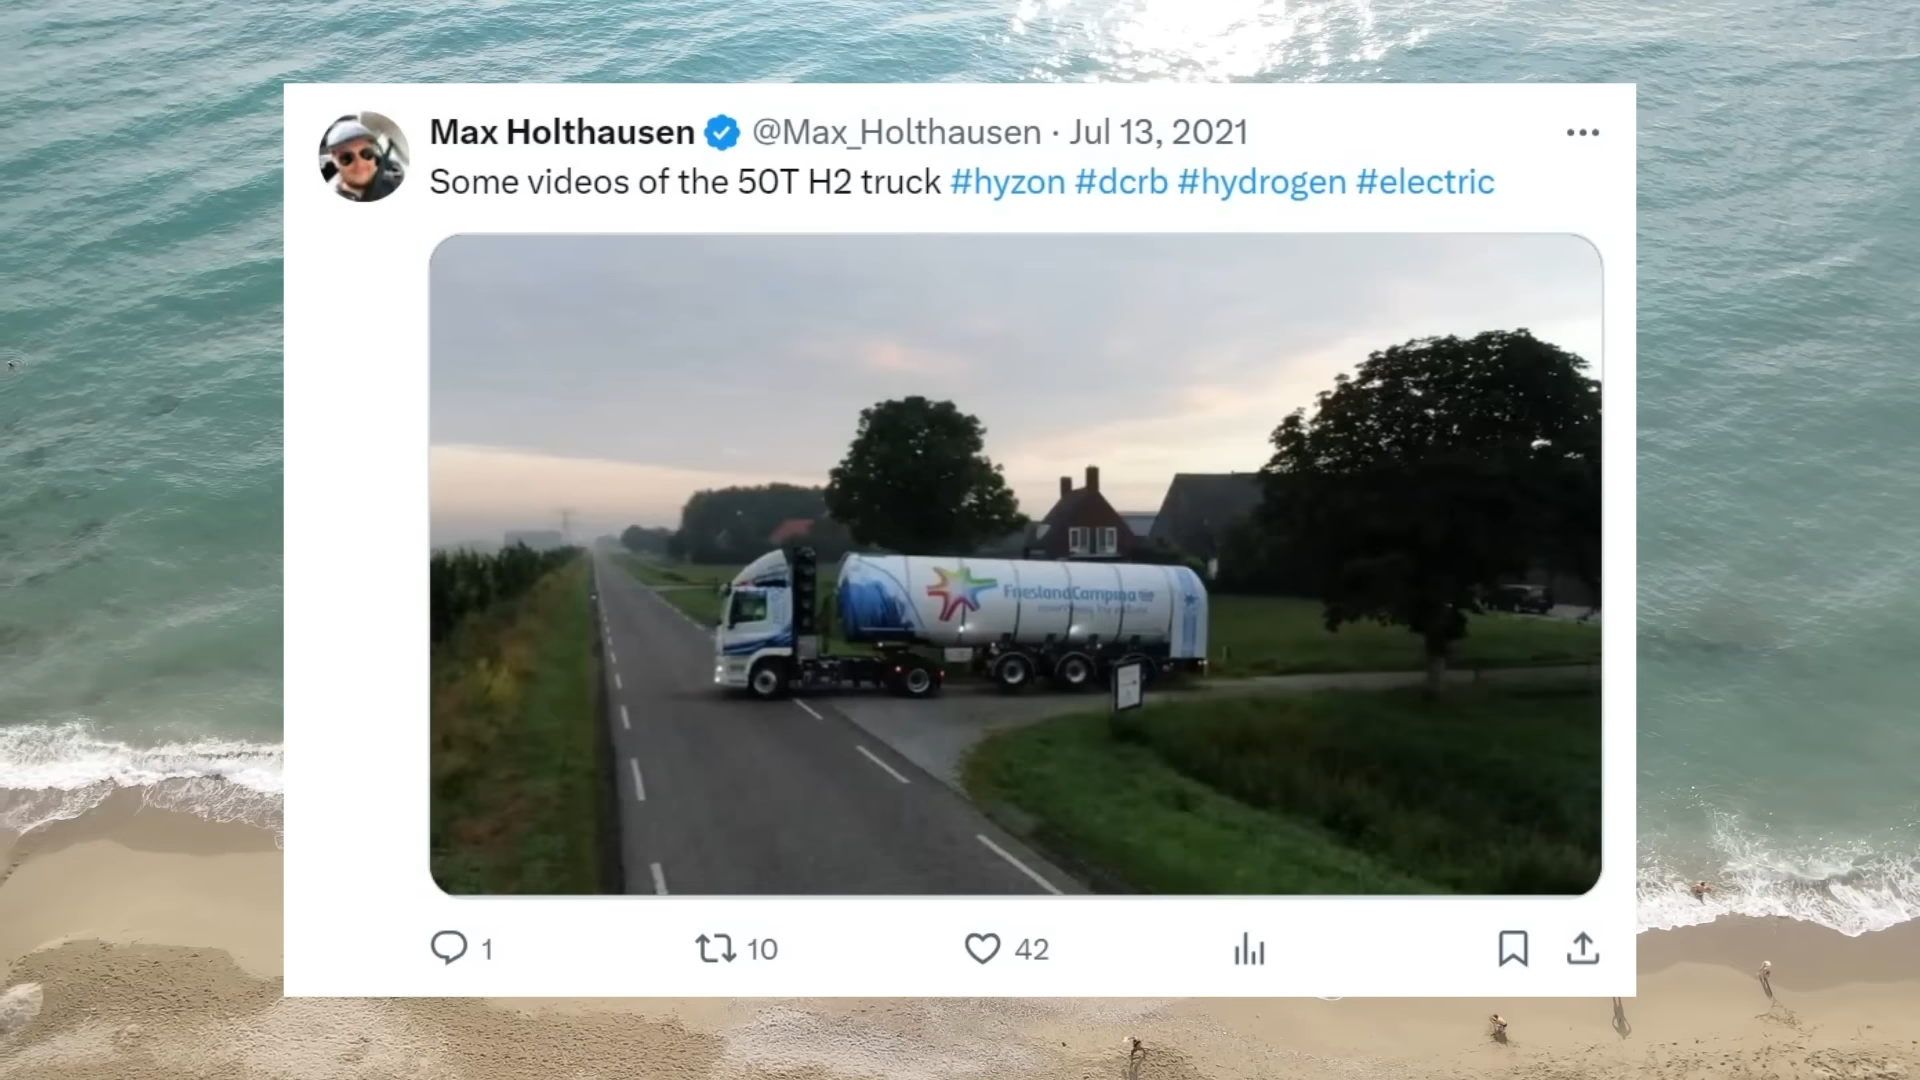 Max Holthausen @Max_Holthausen · Jul 13, 2021
Some videos of the 50T H2 truck #hyzon #dcrb #hydrogen #electric
FrieslandCampina
1 10 42